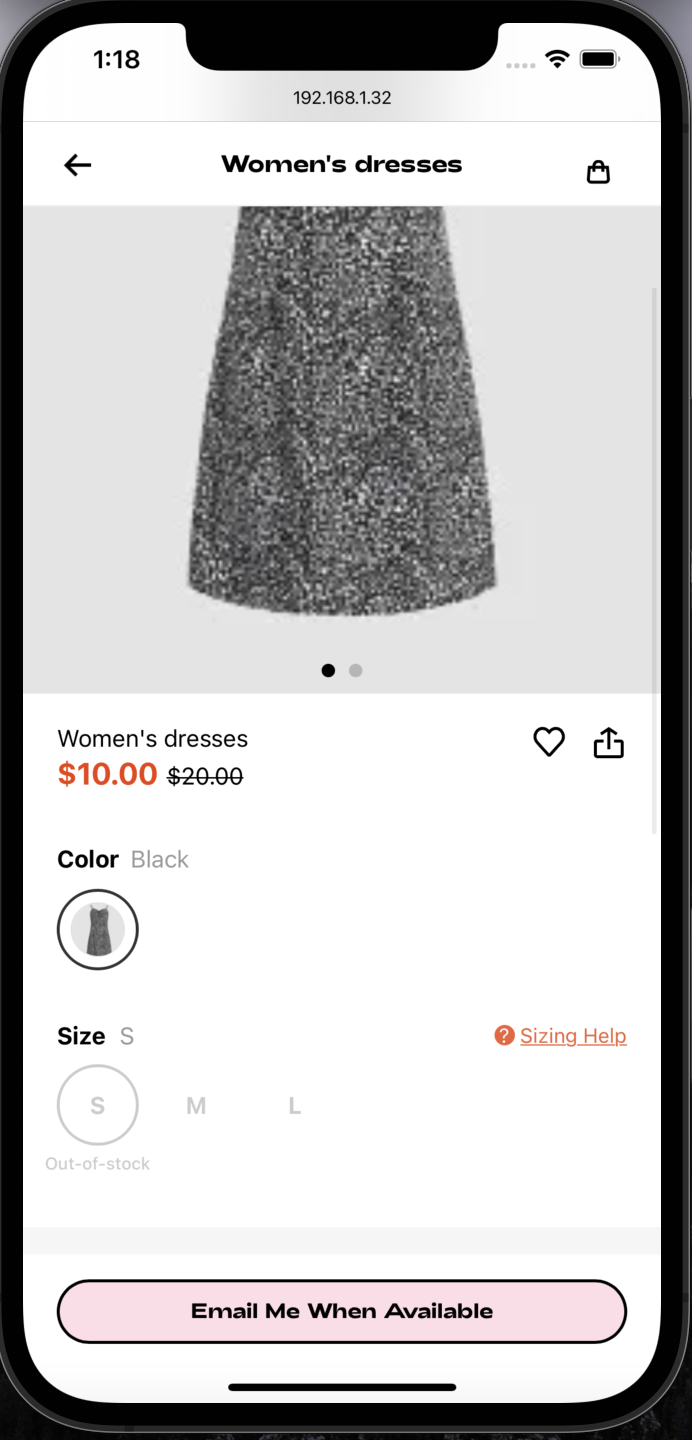 1:18
192.168.1.32
Women's dresses
Women's dresses
$10.00 $20.00
Color Black
Size S
? Sizing Help
S M L
Out-of-stock
Email Me When Available